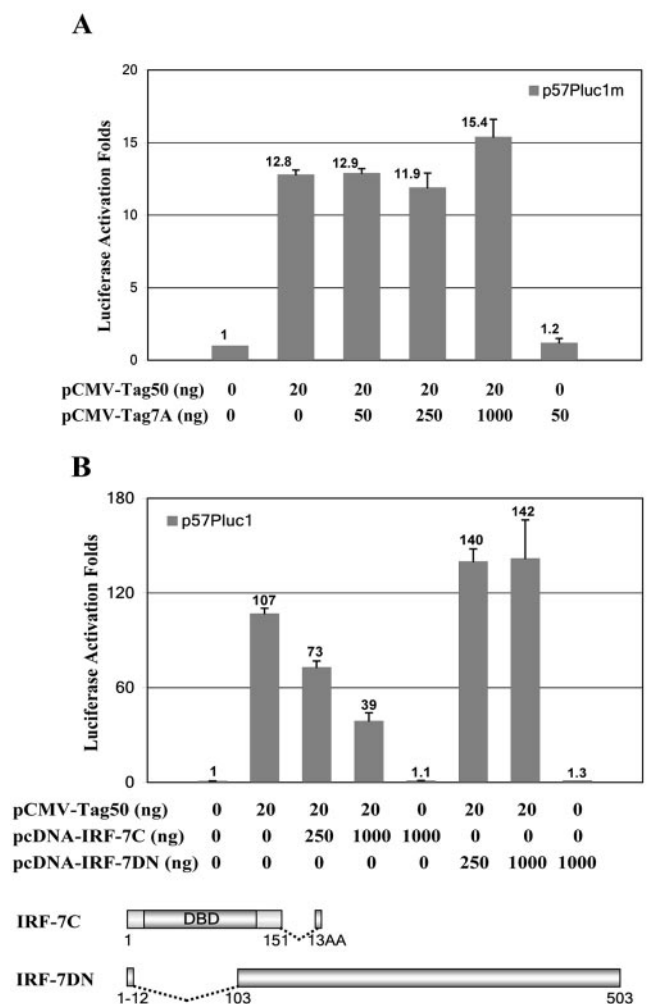 A
20
15
10
5
0
Luciferase Activation Folds
p57Pluc1m
1
12.8
12.9
11.9
15.4
1.2
pCMV-Tag50 (ng) 0 20 20 20 20 0
pCMV-Tag7A (ng) 0 0 50 250 1000 50
B
180
120
60
0
Luciferase Activation Folds
p57Pluc1
1
107
73
39
1.1
140
142
1.3
pCMV-Tag50 (ng) 0 20 20 20 0 20 20 0
pcDNA-IRF-7C (ng) 0 0 250 1000 1000 0 0 0
pcDNA-IRF-7DN (ng) 0 0 0 0 0 250 1000 1000
IRF-7C
DBD
1 151 13AA
IRF-7DN
1-12 103 503